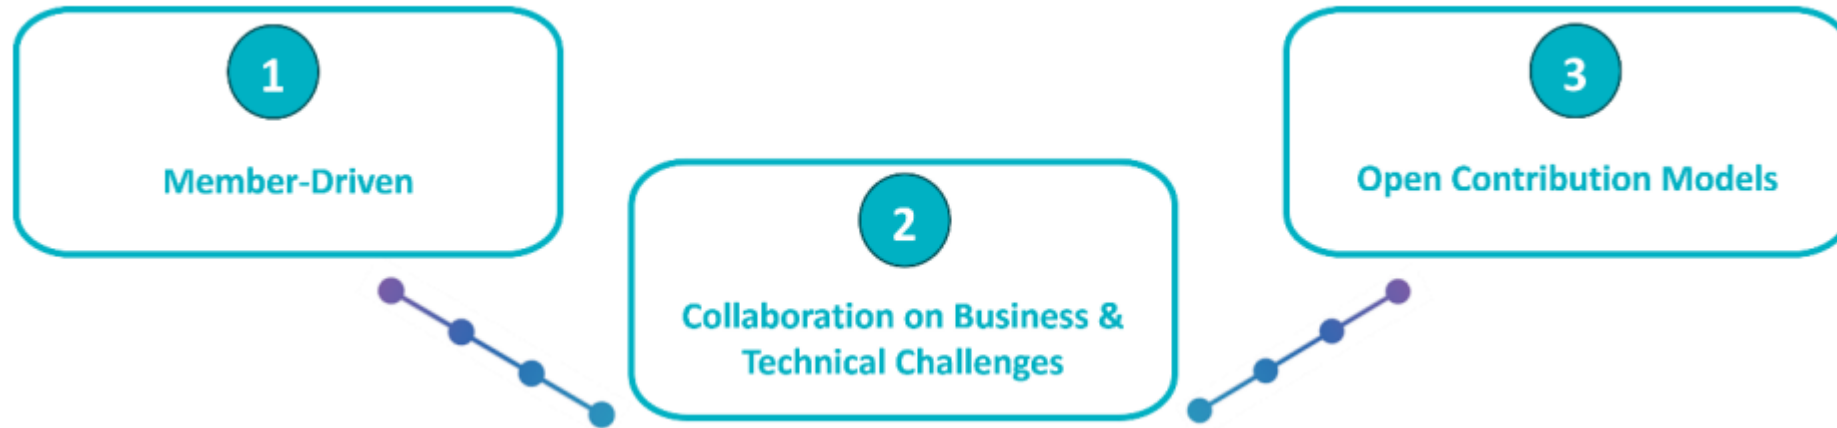 1
Member-Driven
2
Collaboration on Business &
Technical Challenges
3
Open Contribution Models